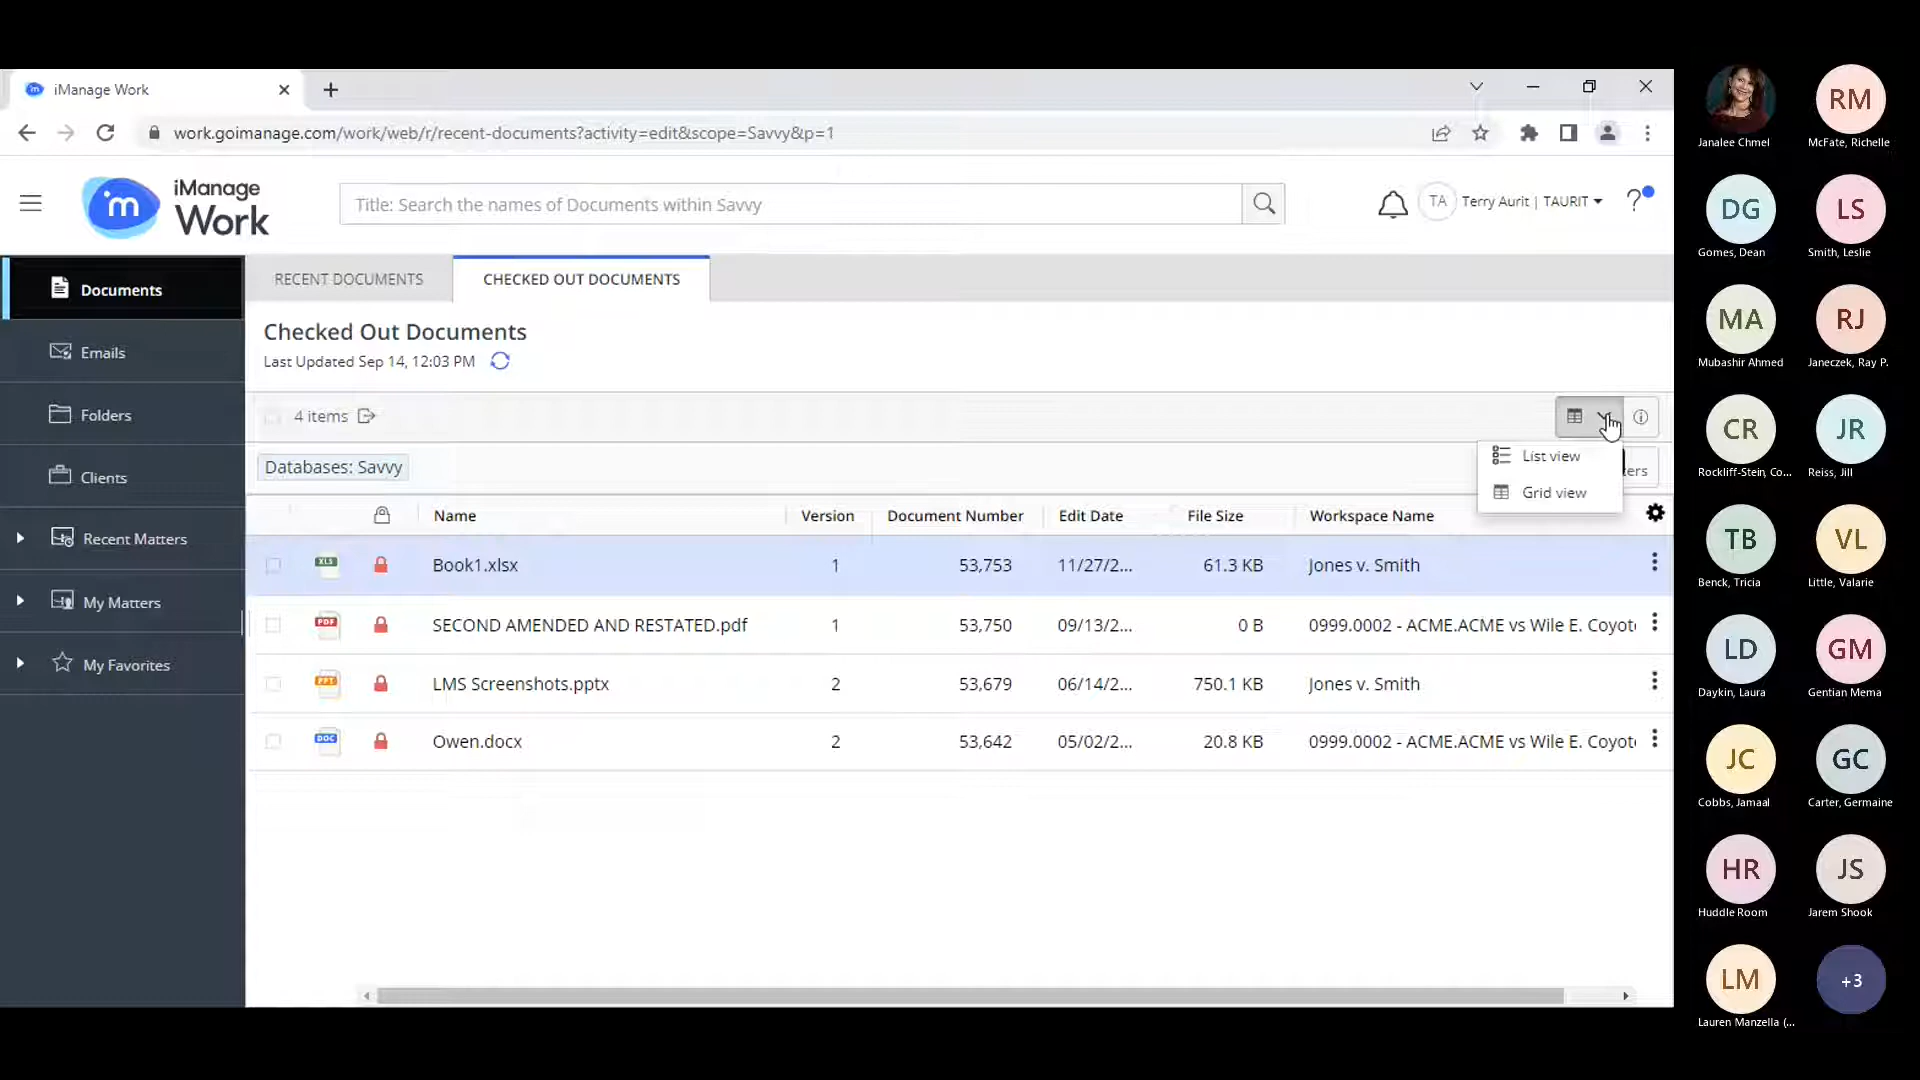 iManage Work
work.goimanage.com/work/web/r/recent-documents?activity=edit&scope=Savvy&p=1
iManage
Work
m
Title: Search the names of Documents within Savvy
TA
Terry Aurit | TAURIT
?
Documents
Emails
Folders
Clients
Recent Matters
My Matters
My Favorites
RECENT DOCUMENTS
CHECKED OUT DOCUMENTS
Checked Out Documents
Last Updated Sep 14, 12:03 PM
4 items
List view
Grid view
Databases: Savvy
ters
Name Version Document Number Edit Date File Size Workspace Name
XLS Book1.xlsx 1 53,753 11/27/2... 61.3 KB Jones v. Smith
PDF SECOND AMENDED AND RESTATED.pdf 1 53,750 09/13/2... 0 B 0999.0002 - ACME.ACME vs Wile E. Coyot
PPT LMS Screenshots.pptx 2 53,679 06/14/2... 750.1 KB Jones v. Smith
DOC Owen.docx 2 53,642 05/02/2... 20.8 KB 0999.0002 - ACME.ACME vs Wile E. Coyot
RM
Janalee Chmel
McFate, Richelle
DG LS
Gomes, Dean
Smith, Leslie
MA RJ
Mubashir Ahmed
Janeczek, Ray P.
CR JR
Rockliff-Stein, Co...
Reiss, Jill
TB VL
Benck, Tricia
Little, Valarie
LD GM
Daykin, Laura
Gentian Mema
JC GC
Cobbs, Jamaal
Carter, Germaine
HR JS
Huddle Room
Jarem Shook
LM +3
Lauren Manzella (...